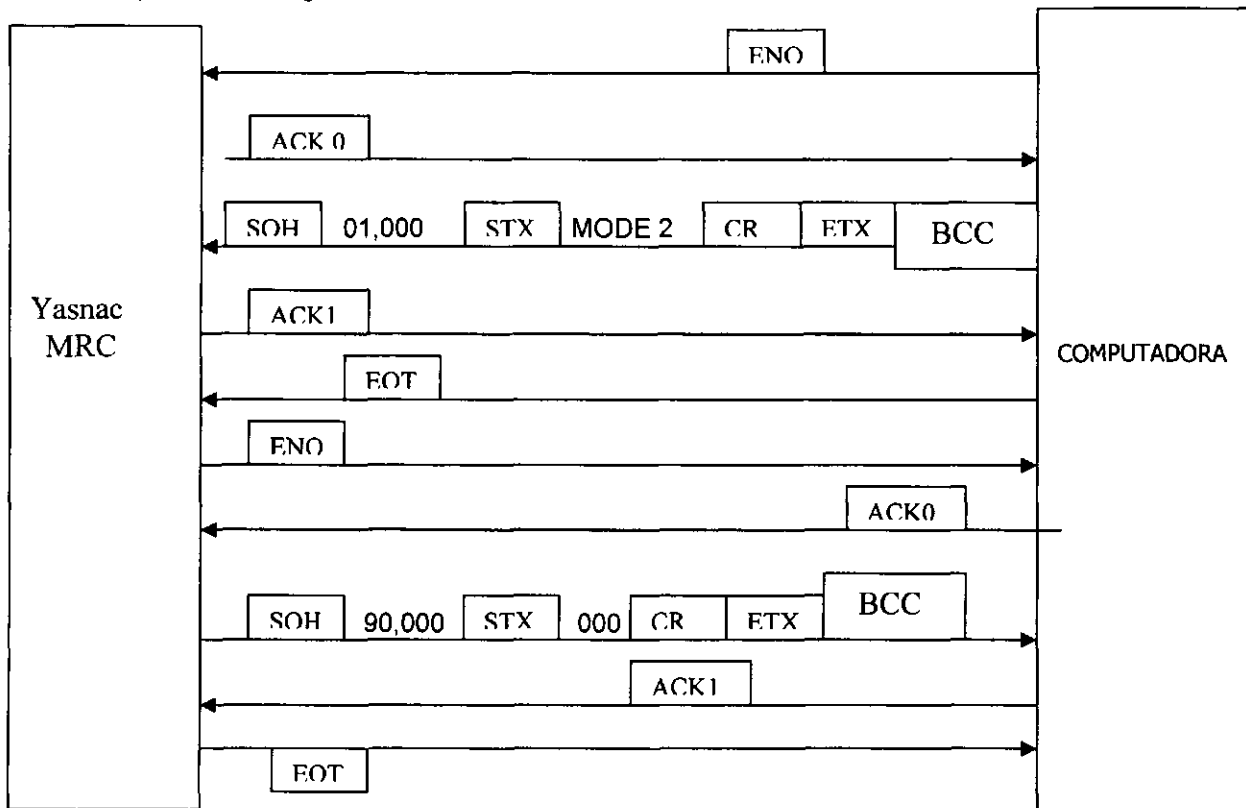 ENQ
ACK 0
SOH 01,000 STX MODE 2 CR ETX BCC
Yasnac
MRC
ACK1
COMPUTADORA
EOT
ENQ
ACK0
SOH 90,000 STX 000 CR ETX BCC
ACK1
EOT